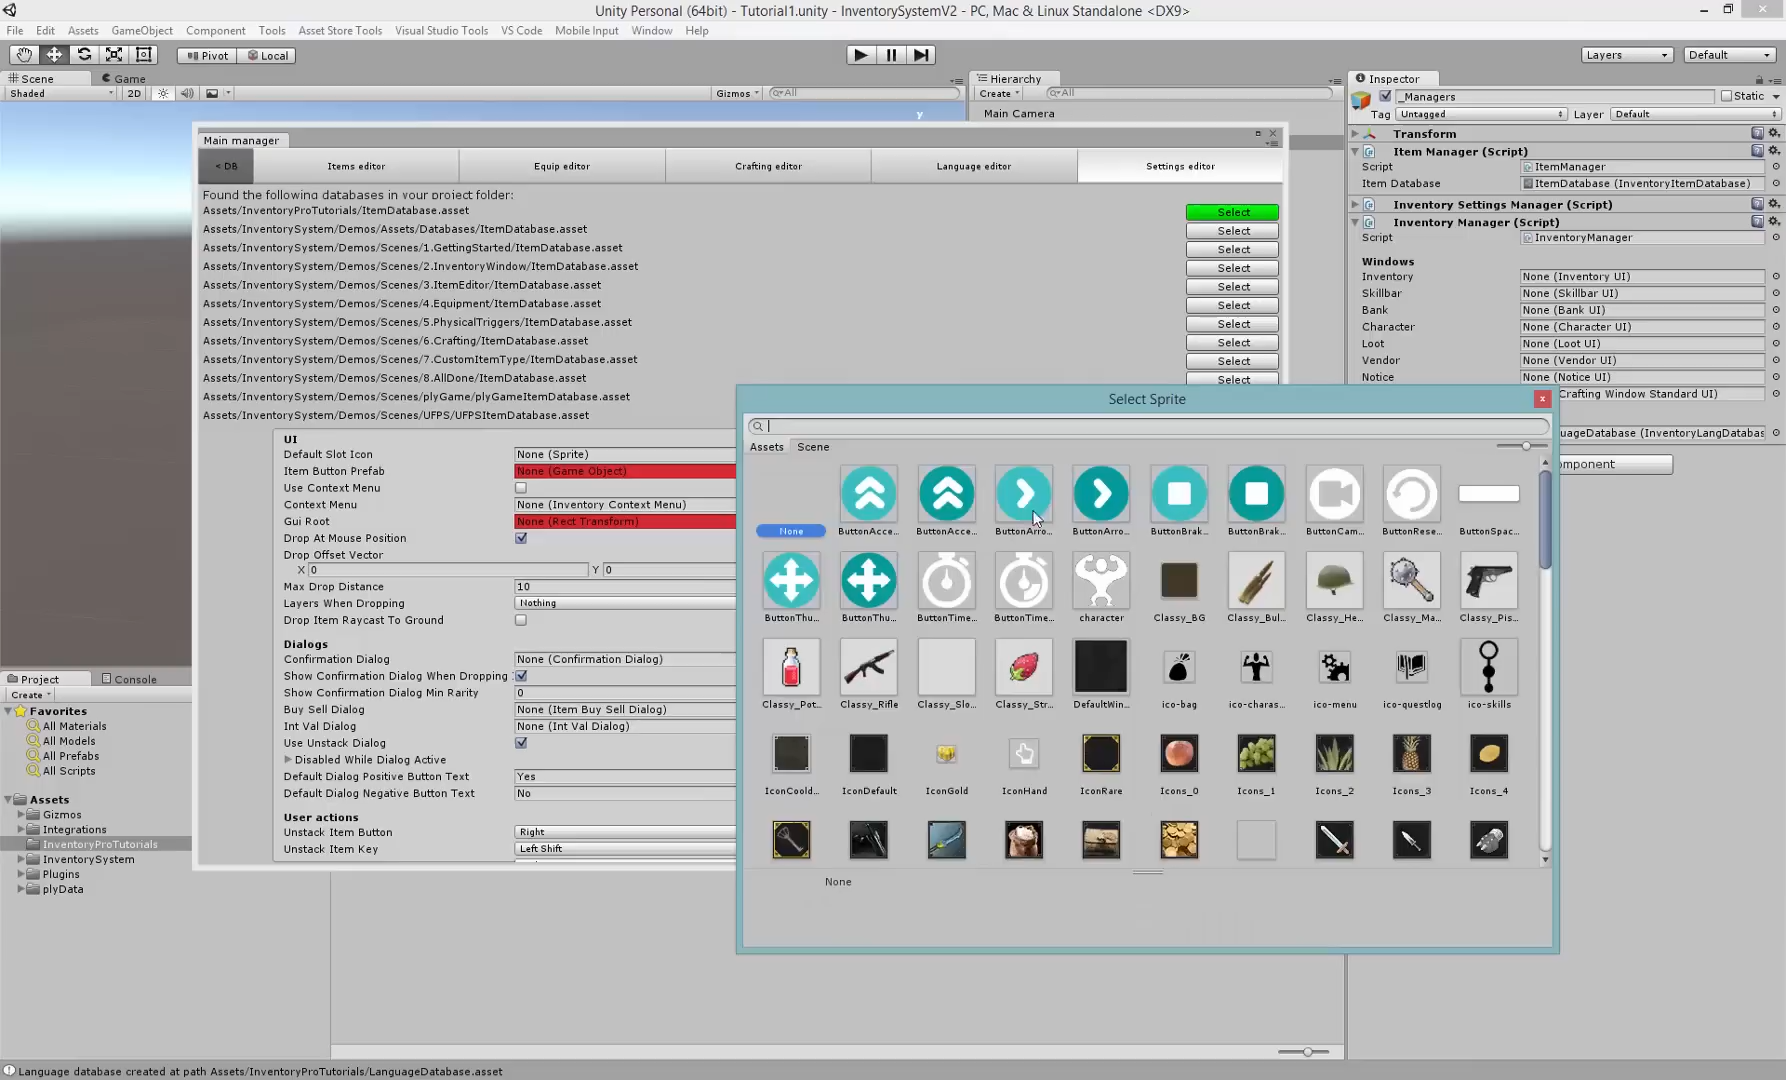 Unity Personal (64bit) - Tutorial1.unity - InventorySystemV2 - PC, Mac & Linux Standalone <DX9>
File Edit Assets GameObject Component Tools Asset Store Tools Visual Studio Tools VS Code Mobile Input Window Help
Pivot Local Layers Default
Scene Game Hierarchy Inspector
Shaded 2D Gizmos All Create All _Managers Static
y Main Camera Tag Untagged Layer Default
Main manager
Transform
< DB Items editor Equip editor Crafting editor Language editor Settings editor
Item Manager (Script)
Script ItemManager
Item Database ItemDatabase (InventoryItemDatabase)
Inventory Settings Manager (Script)
Inventory Manager (Script)
Script InventoryManager
Windows
Inventory None (Inventory UI)
Skillbar None (Skillbar UI)
Bank None (Bank UI)
Character None (Character UI)
Loot None (Loot UI)
Vendor None (Vendor UI)
Notice None (Notice UI)
Crafting Window Standard UI)
uageDatabase (InventoryLangDatabas
omponent
Found the following databases in your project folder:
Assets/InventoryProTutorials/ItemDatabase.asset Select
Assets/InventorySystem/Demos/Assets/Databases/ItemDatabase.asset Select
Assets/InventorySystem/Demos/Scenes/1.GettingStarted/ItemDatabase.asset Select
Assets/InventorySystem/Demos/Scenes/2.InventoryWindow/ItemDatabase.asset Select
Assets/InventorySystem/Demos/Scenes/3.ItemEditor/ItemDatabase.asset Select
Assets/InventorySystem/Demos/Scenes/4.Equipment/ItemDatabase.asset Select
Assets/InventorySystem/Demos/Scenes/5.PhysicalTriggers/ItemDatabase.asset Select
Assets/InventorySystem/Demos/Scenes/6.Crafting/ItemDatabase.asset Select
Assets/InventorySystem/Demos/Scenes/7.CustomItemType/ItemDatabase.asset Select
Assets/InventorySystem/Demos/Scenes/8.AllDone/ItemDatabase.asset Select
Assets/InventorySystem/Demos/Scenes/plyGame/plyGameItemDatabase.asset
Assets/InventorySystem/Demos/Scenes/UFPS/UFPSItemDatabase.asset
UI
Default Slot Icon None (Sprite)
Item Button Prefab None (Game Object)
Use Context Menu
Context Menu None (Inventory Context Menu)
Gui Root None (Rect Transform)
Drop At Mouse Position
Drop Offset Vector
X 0 Y 0
Max Drop Distance 10
Layers When Dropping Nothing
Drop Item Raycast To Ground
Dialogs
Confirmation Dialog None (Confirmation Dialog)
Show Confirmation Dialog When Dropping
Show Confirmation Dialog Min Rarity 0
Buy Sell Dialog None (Item Buy Sell Dialog)
Int Val Dialog None (Int Val Dialog)
Use Unstack Dialog
Disabled While Dialog Active
Default Dialog Positive Button Text Yes
Default Dialog Negative Button Text No
User actions
Unstack Item Button Right
Unstack Item Key Left Shift
Select Sprite x
Assets Scene
None ButtonAcce... ButtonAcce... ButtonArro... ButtonArro... ButtonBrak... ButtonBrak... ButtonCam... ButtonRese... ButtonSpac...
ButtonThu... ButtonThu... ButtonTime... ButtonTime... character Classy_BG Classy_Bul... Classy_He... Classy_Ma... Classy_Pis...
Classy_Pot... Classy_Rifle Classy_Slo... Classy_Str... DefaultWin... ico-bag ico-charas... ico-menu ico-questlog ico-skills
IconCoold... IconDefault IconGold IconHand IconRare Icons_0 Icons_1 Icons_2 Icons_3 Icons_4
None
Project Console
Create
Favorites
All Materials
All Models
All Prefabs
All Scripts
Assets
Gizmos
Integrations
InventoryProTutorials
InventorySystem
Plugins
plyData
Language database created at path Assets/InventoryProTutorials/LanguageDatabase.asset